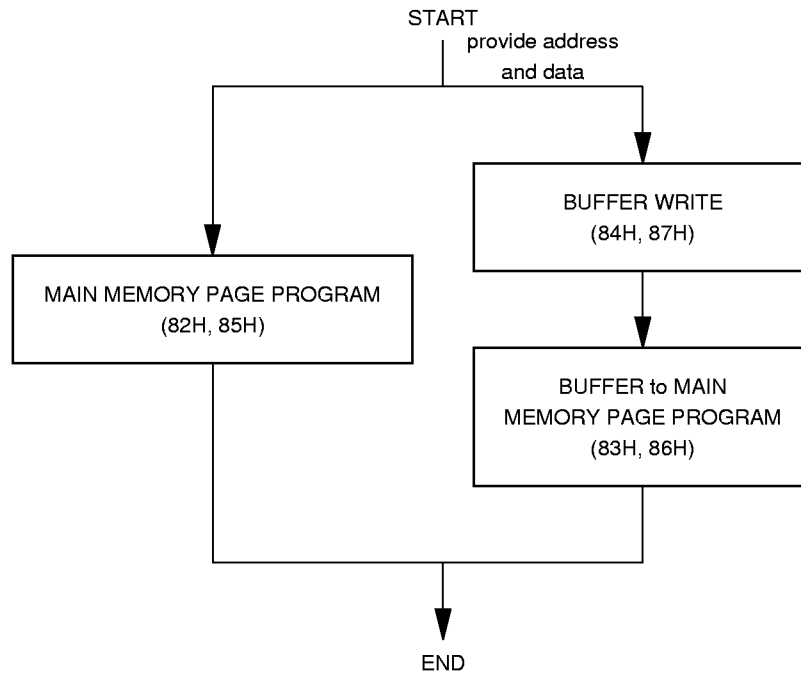 START
provide address
and data
BUFFER WRITE
(84H, 87H)
MAIN MEMORY PAGE PROGRAM
(82H, 85H)
BUFFER to MAIN
MEMORY PAGE PROGRAM
(83H, 86H)
END